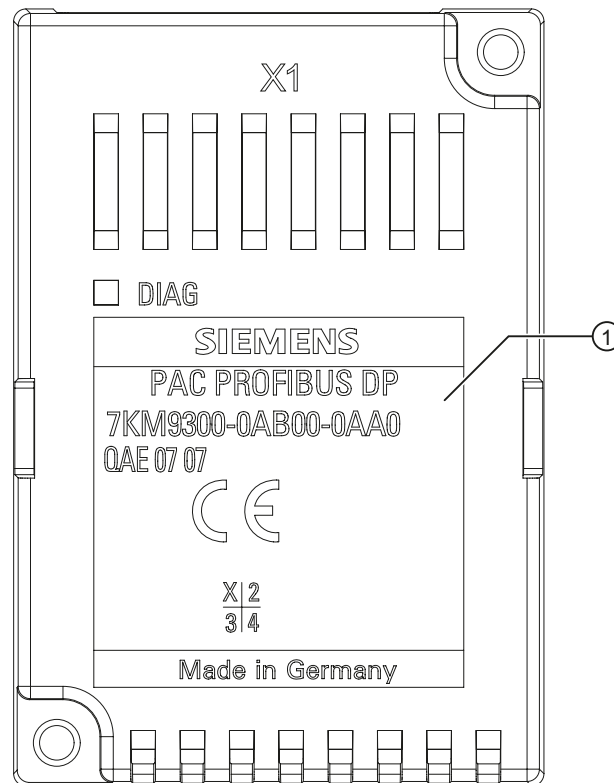 X1
DIAG
1
SIEMENS
PAC PROFIBUS DP
7KM9300-0AB00-0AA0
QAE 07 07
CE
X 2
3 4
Made in Germany